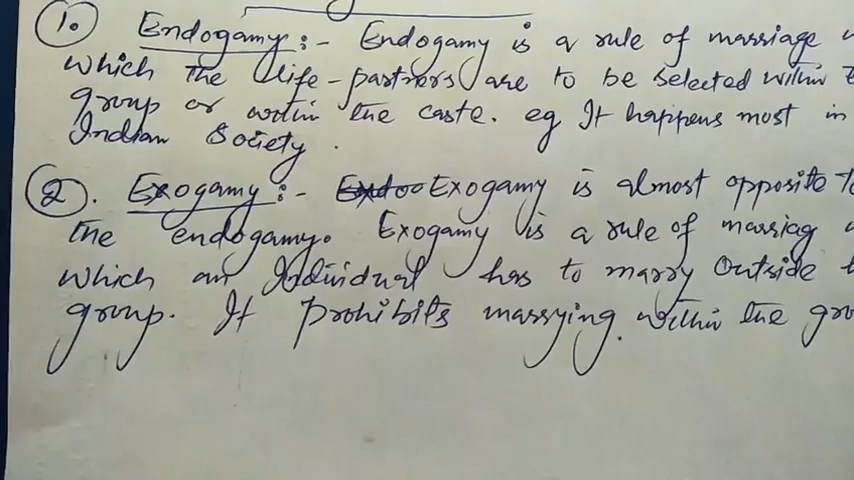 1. Endogamy :- Endogamy is a rule of marriage
which the life-partners are to be selected within
group or within the caste. eg It happens most in
Indian Society.
2. Exogamy :- Exogamy is almost opposite to
the endogamy. Exogamy is a rule of marriag
which an Individual has to marry outside
group. It prohibits marrying within the gro